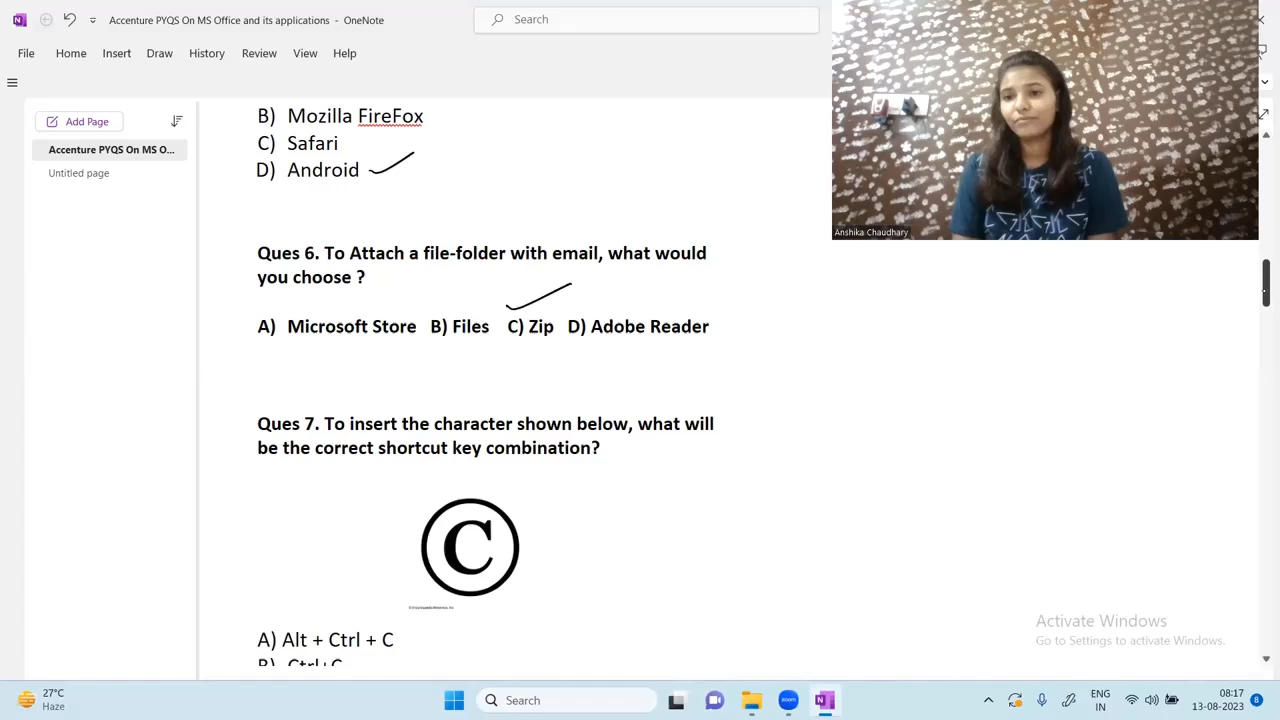 Accenture PYQS On MS Office and its applications - OneNote
Search
File Home Insert Draw History Review View Help
Add Page
Accenture PYQS On MS O...
Untitled page
B) Mozilla FireFox
C) Safari
D) Android
Anshika Chaudhary
Ques 6. To Attach a file-folder with email, what would
you choose ?
A) Microsoft Store B) Files C) Zip D) Adobe Reader
Ques 7. To insert the character shown below, what will
be the correct shortcut key combination?
©
A) Alt + Ctrl + C
B) Ctrl+C
Activate Windows
Go to Settings to activate Windows.
27°C
Haze
Search
ENG
IN
08:17
13-08-2023
8